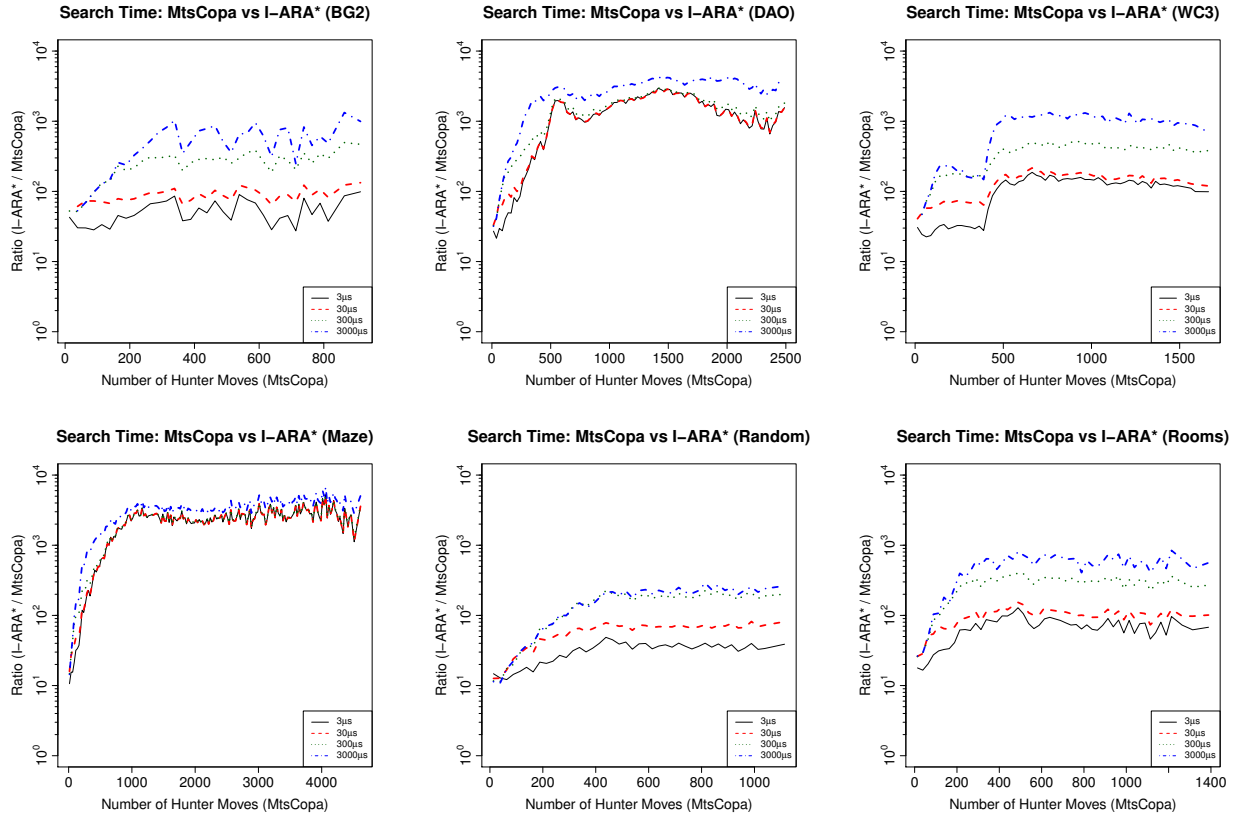 Search Time: MtsCopa vs I−ARA* (BG2)
Ratio (I−ARA* / MtsCopa)
10^4
10^3
10^2
10^1
10^0
3µs
30µs
300µs
3000µs
0 200 400 600 800
Number of Hunter Moves (MtsCopa)
Search Time: MtsCopa vs I−ARA* (DAO)
Ratio (I−ARA* / MtsCopa)
10^4
10^3
10^2
10^1
10^0
3µs
30µs
300µs
3000µs
0 500 1000 1500 2000 2500
Number of Hunter Moves (MtsCopa)
Search Time: MtsCopa vs I−ARA* (WC3)
Ratio (I−ARA* / MtsCopa)
10^4
10^3
10^2
10^1
10^0
3µs
30µs
300µs
3000µs
0 500 1000 1500
Number of Hunter Moves (MtsCopa)
Search Time: MtsCopa vs I−ARA* (Maze)
Ratio (I−ARA* / MtsCopa)
10^4
10^3
10^2
10^1
10^0
3µs
30µs
300µs
3000µs
0 1000 2000 3000 4000
Number of Hunter Moves (MtsCopa)
Search Time: MtsCopa vs I−ARA* (Random)
Ratio (I−ARA* / MtsCopa)
10^4
10^3
10^2
10^1
10^0
3µs
30µs
300µs
3000µs
0 200 400 600 800 1000
Number of Hunter Moves (MtsCopa)
Search Time: MtsCopa vs I−ARA* (Rooms)
Ratio (I−ARA* / MtsCopa)
10^4
10^3
10^2
10^1
10^0
3µs
30µs
300µs
3000µs
0 200 400 600 800 1000 1400
Number of Hunter Moves (MtsCopa)